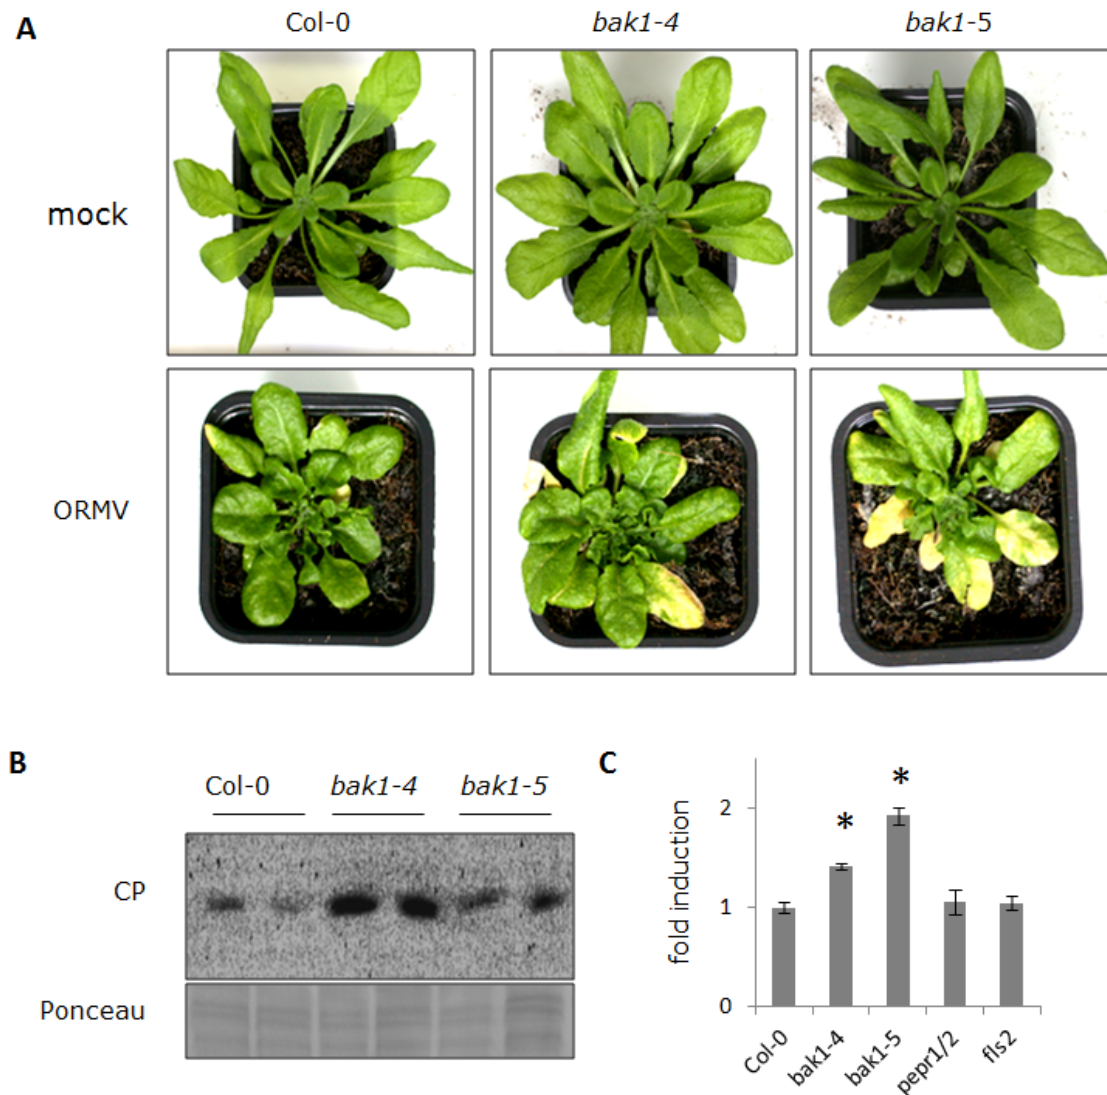 A
Col-0
bak1-4
bak1-5
mock
ORMV
B
Col-0
bak1-4
bak1-5
CP
Ponceau
C
*
*
fold induction
2
1
0
Col-0
bak1-4
bak1-5
pepr1/2
fls2